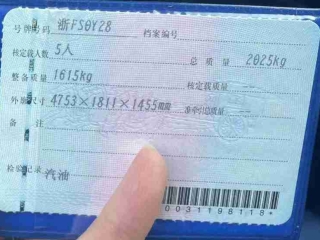 号牌号码 浙FS0Y28 档案编号
核定载人数 5人 总质量 2025kg
整备质量 1615kg 核定载质量 --
外廓尺寸 4753×1811×1455mm 准牵引总质量 --
备注
检验记录 汽油
*0031198118*